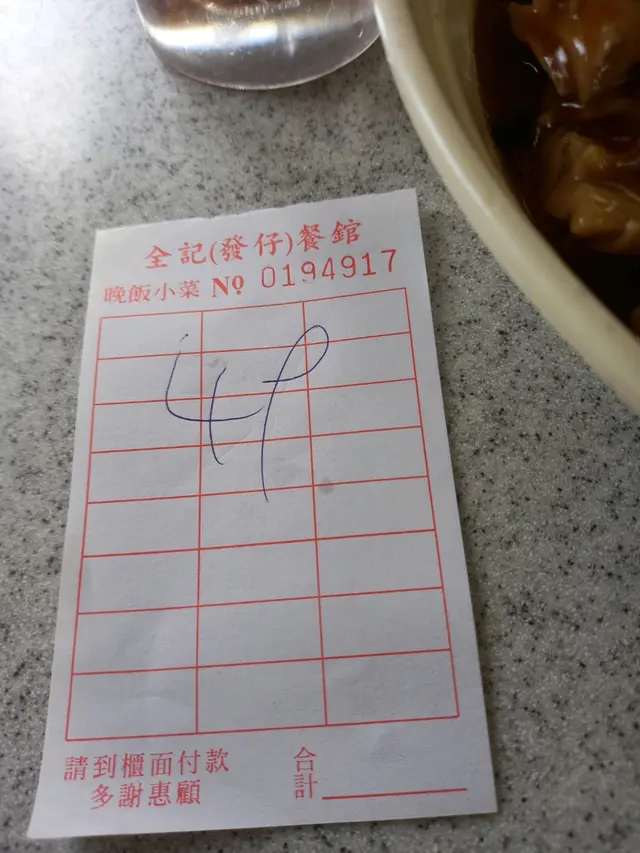 全記(發仔)餐館
晚飯小菜 No 0194917
49
請到櫃面付款
多謝惠顧
合計